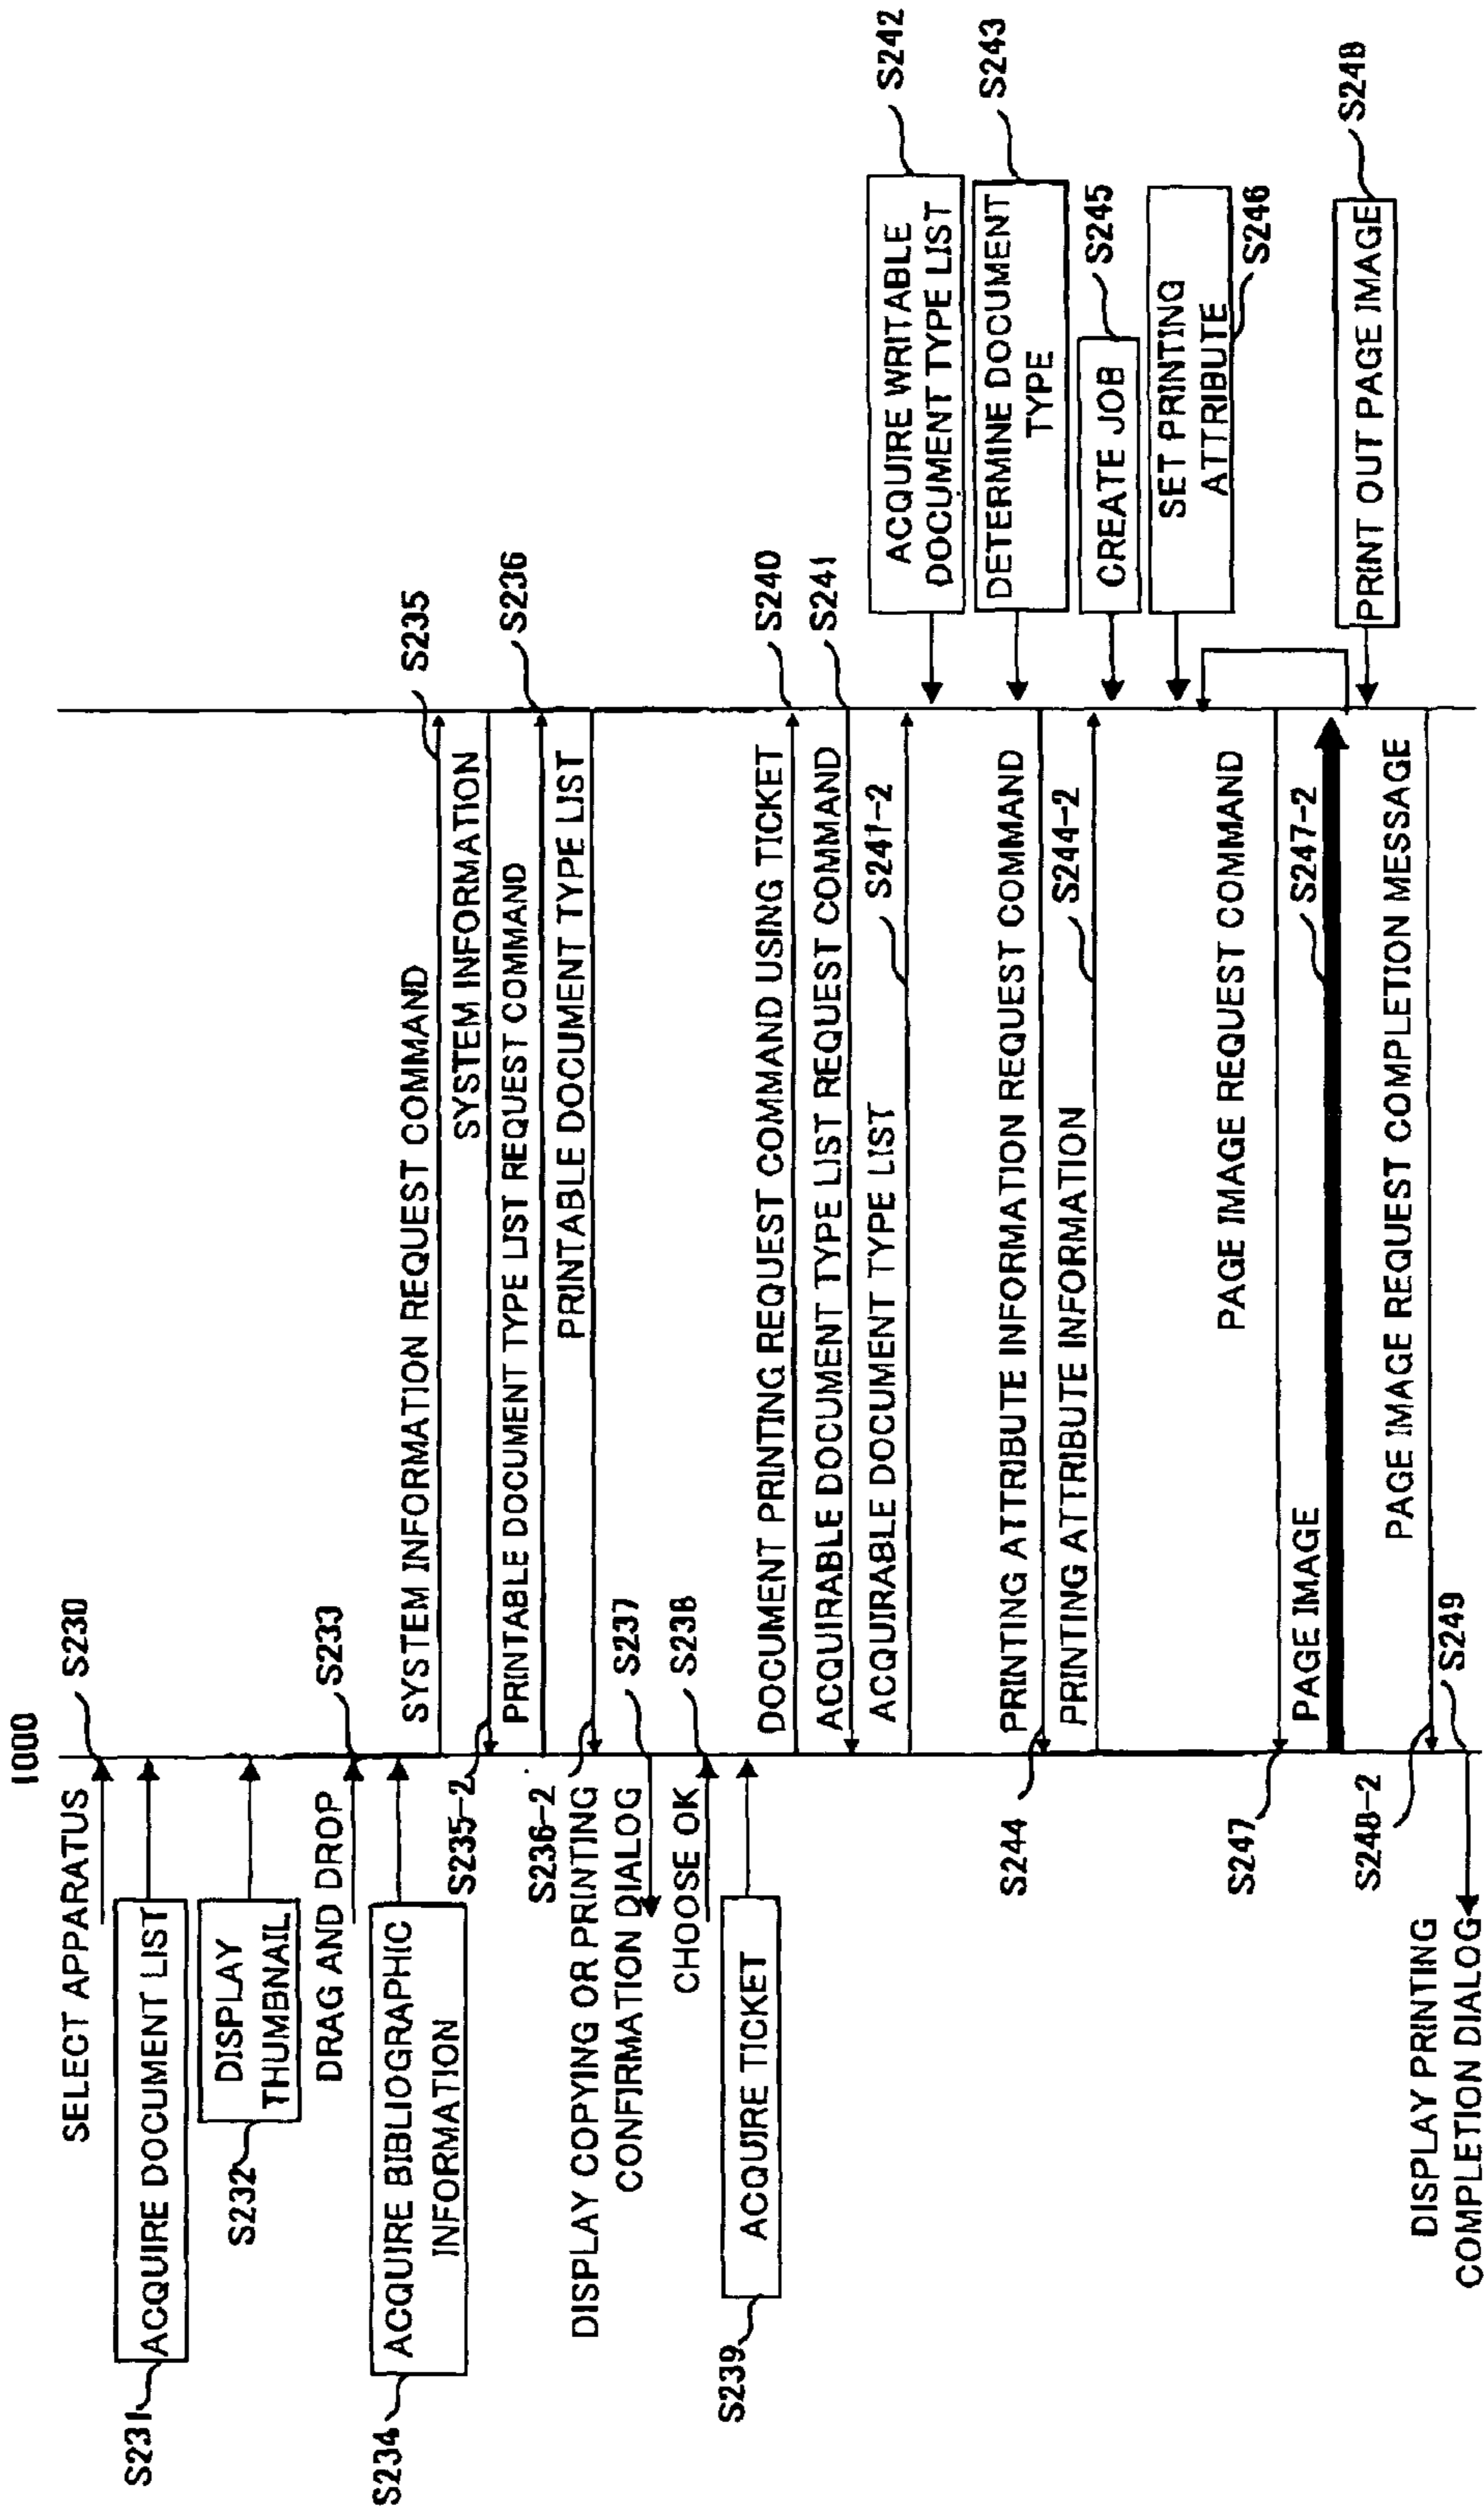 1000
SELECT APPARATUS
S230
S231
ACQUIRE DOCUMENT LIST
DISPLAY
THUMBNAIL
S232
DRAG AND DROP
S233
S234
ACQUIRE BIBLIOGRAPHIC
INFORMATION
SYSTEM INFORMATION REQUEST COMMAND
S235
S235-2
SYSTEM INFORMATION
PRINTABLE DOCUMENT TYPE LIST REQUEST COMMAND
S236
S236-2
PRINTABLE DOCUMENT TYPE LIST
DISPLAY COPYING OR PRINTING
CONFIRMATION DIALOG
S237
CHOOSE OK
S238
S239
ACQUIRE TICKET
DOCUMENT PRINTING REQUEST COMMAND USING TICKET
S240
ACQUIRABLE DOCUMENT TYPE LIST REQUEST COMMAND
S241
ACQUIRABLE DOCUMENT TYPE LIST
S241-2
ACQUIRE WRITABLE
DOCUMENT TYPE LIST
S242
DETERMINE DOCUMENT
TYPE
S243
S244
PRINTING ATTRIBUTE INFORMATION REQUEST COMMAND
PRINTING ATTRIBUTE INFORMATION
S244-2
CREATE JOB
S245
SET PRINTING
ATTRIBUTE
S246
S247
PAGE IMAGE REQUEST COMMAND
PAGE IMAGE
S247-2
PRINT OUT PAGE IMAGE
S248
S248-2
PAGE IMAGE REQUEST COMPLETION MESSAGE
S249
DISPLAY PRINTING
COMPLETION DIALOG